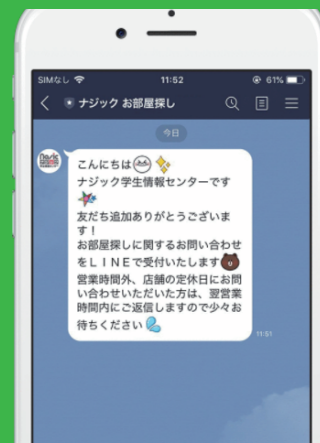 SIMなし 11:52 61%
ナジック お部屋探し
今日
こんにちは
ナジック学生情報センターです
友だち追加ありがとうございま
す！
お部屋探しに関するお問い合わせ
をＬＩＮＥで受付いたします
営業時間外、店舗の定休日にお問
い合わせいただいた方は、翌営業
時間内にご返信しますので少々お
待ちください
11:51